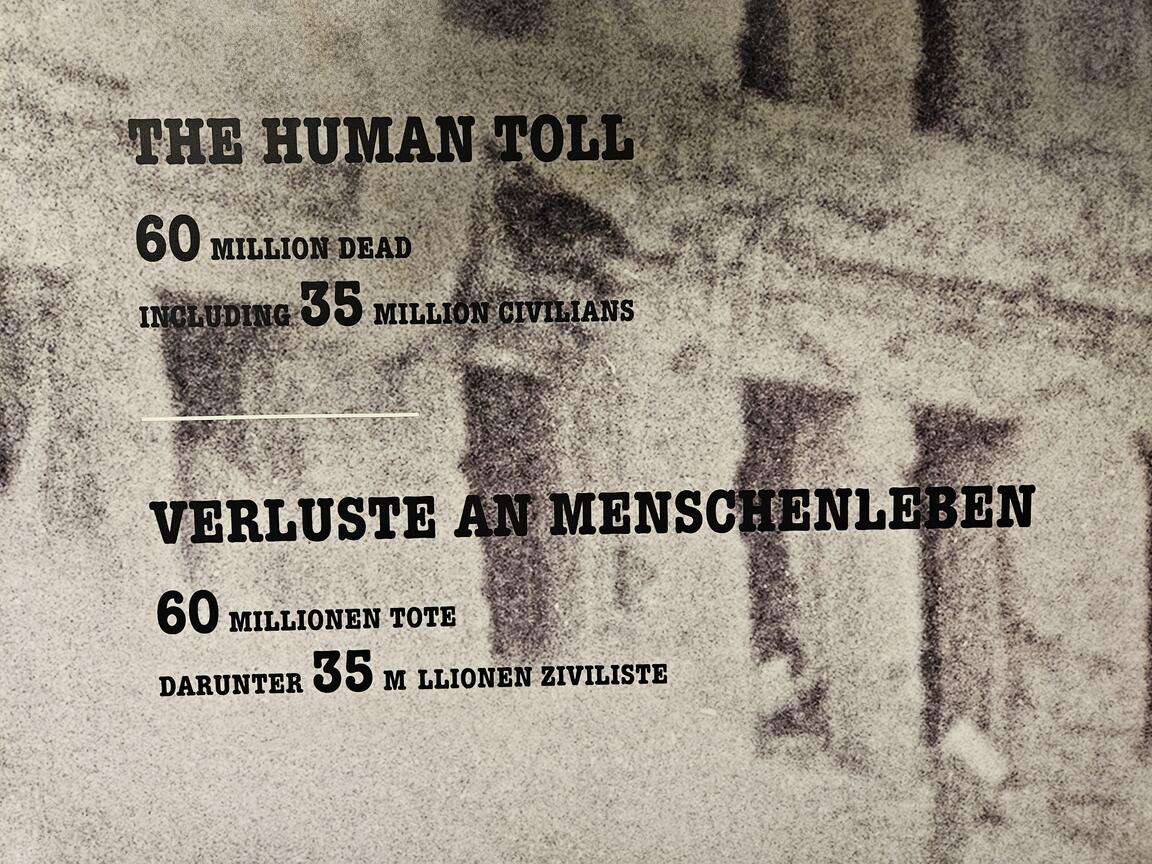 THE HUMAN TOLL
60 MILLION DEAD
INCLUDING 35 MILLION CIVILIANS
VERLUSTE AN MENSCHENLEBEN
60 MILLIONEN TOTE
DARUNTER 35 M LLIONEN ZIVILISTE